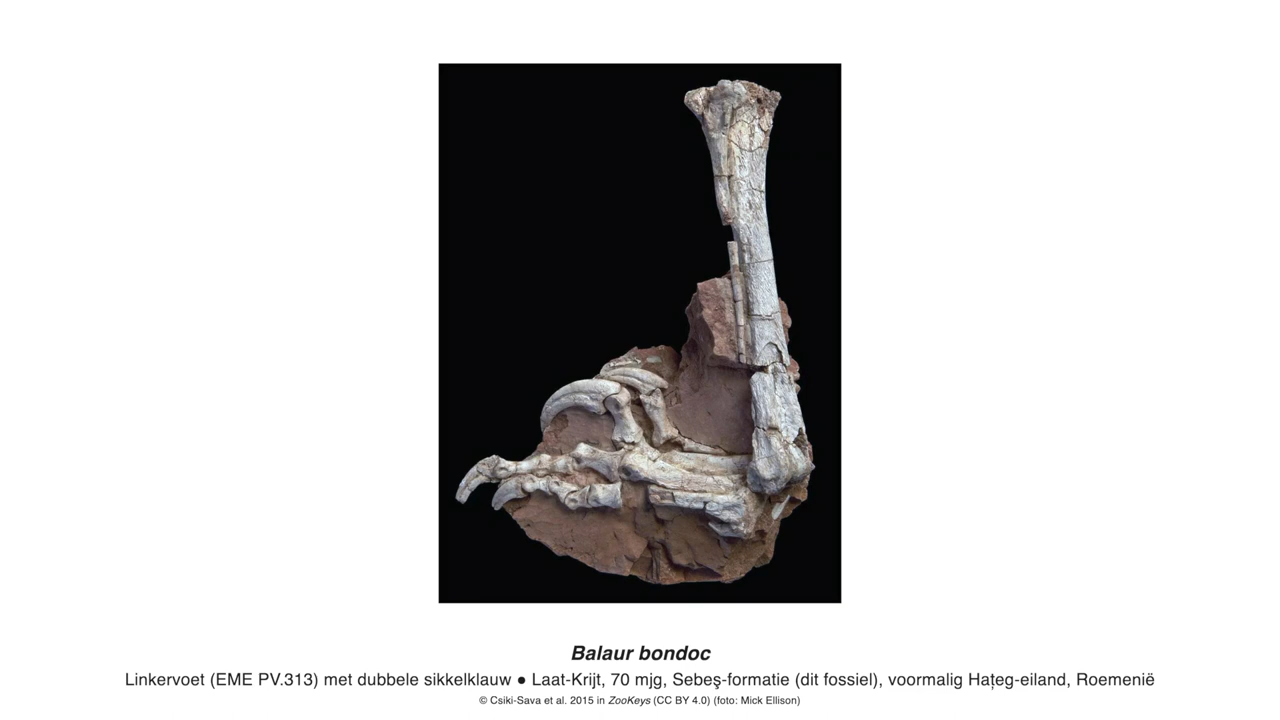 Balaur bondoc
Linkervoet (EME PV.313) met dubbele sikkelklauw ● Laat-Krijt, 70 mjg, Sebeş-formatie (dit fossiel), voormalig Haţeg-eiland, Roemenië
© Csiki-Sava et al. 2015 in ZooKeys (CC BY 4.0) (foto: Mick Ellison)